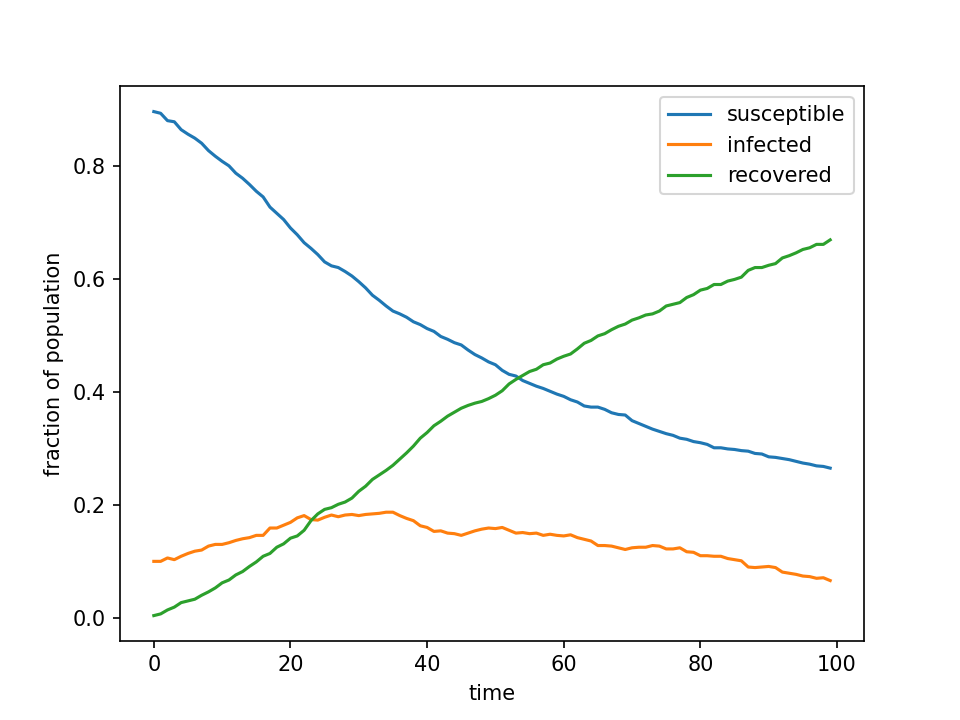 susceptible
infected
recovered
fraction of population
0.8
0.6
0.4
0.2
0.0
0 20 40 60 80 100
time